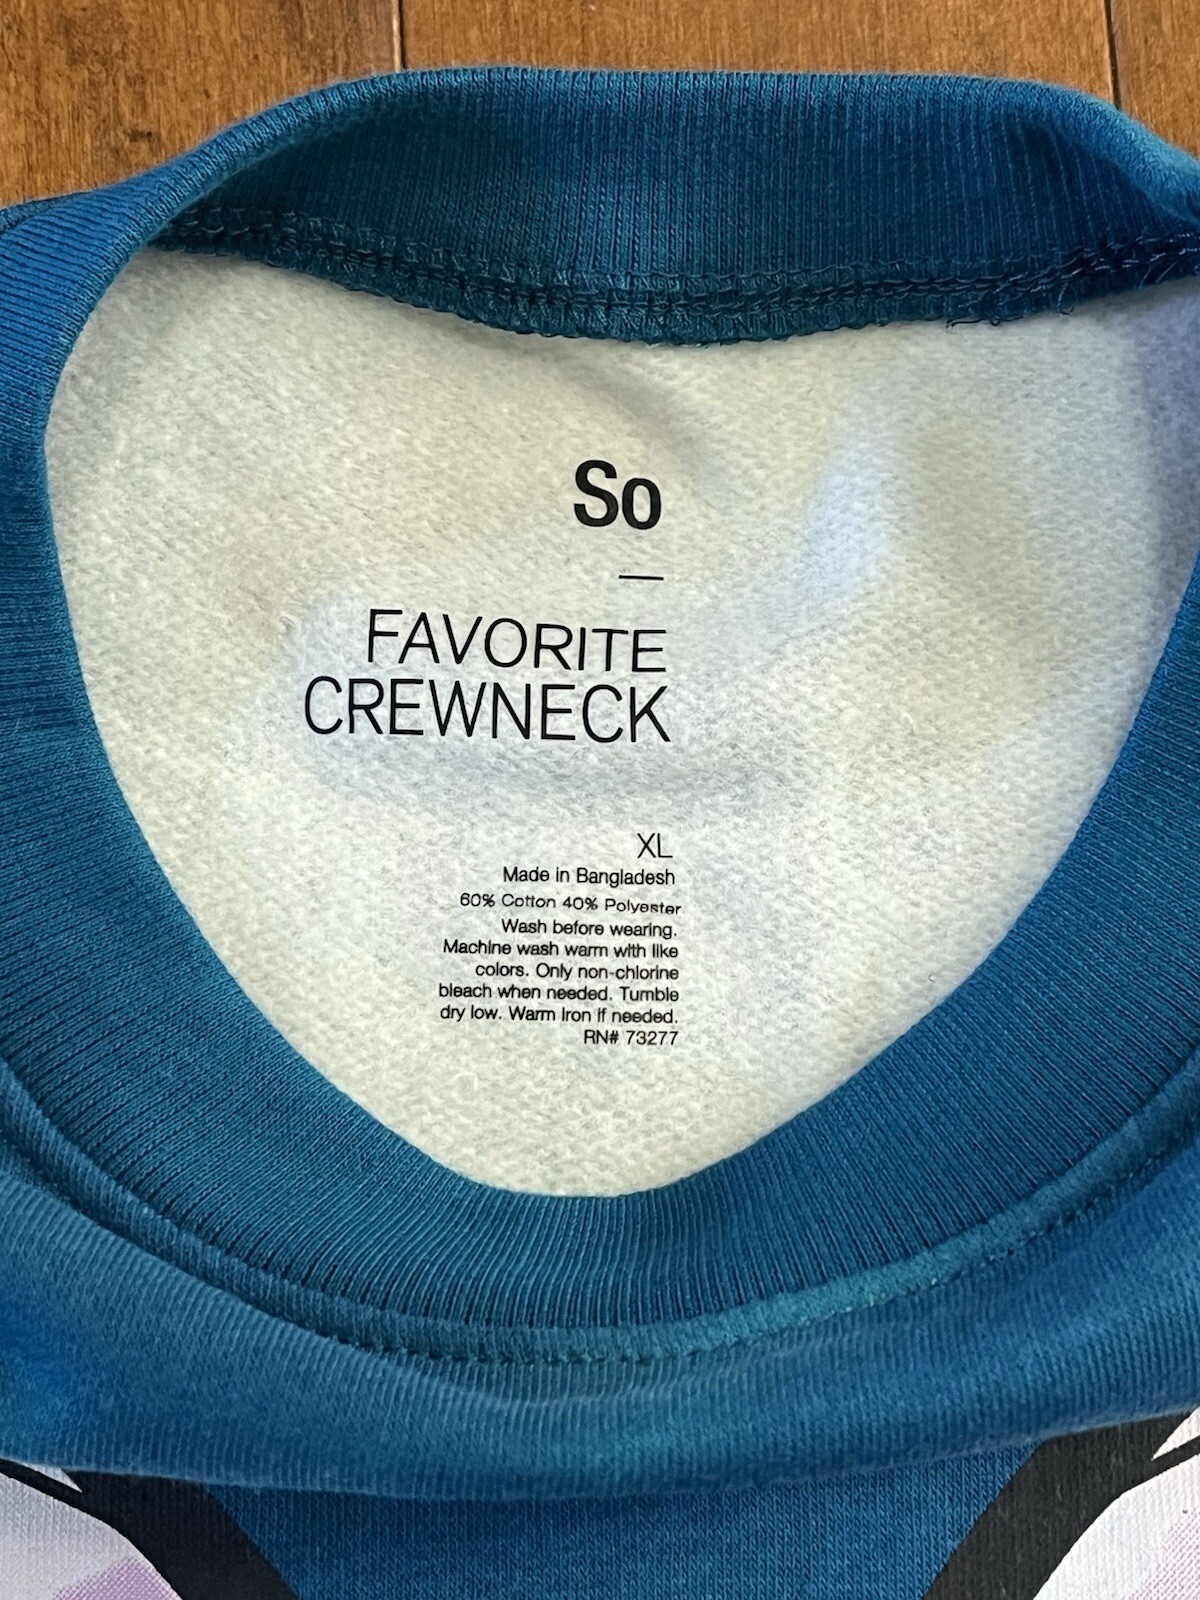 So
FAVORITE
CREWNECK
XL
Made in Bangladesh
60% Cotton 40% Polyester
Wash before wearing.
Machine wash warm with like
colors. Only non-chlorine
bleach when needed. Tumble
dry low. Warm Iron if needed.
RN# 73277